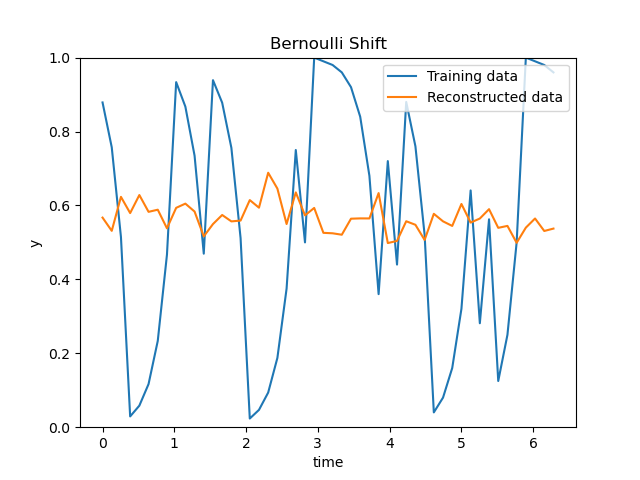 Bernoulli Shift
Training data
Reconstructed data
1.0
0.8
0.6
0.4
0.2
0.0
y
0 1 2 3 4 5 6
time